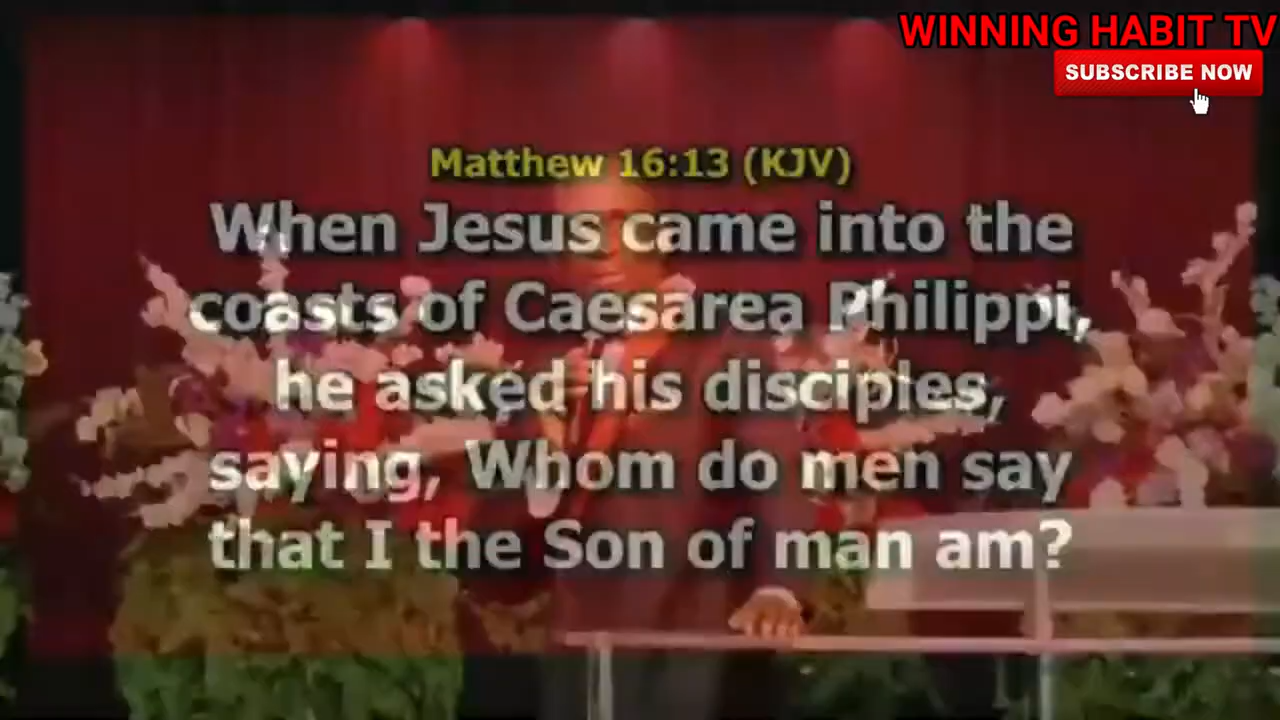 WINNING HABIT TV
SUBSCRIBE NOW
Matthew 16:13 (KJV)
When Jesus came into the
coasts of Caesarea Philippi,
he asked his disciples,
saying, Whom do men say
that I the Son of man am?